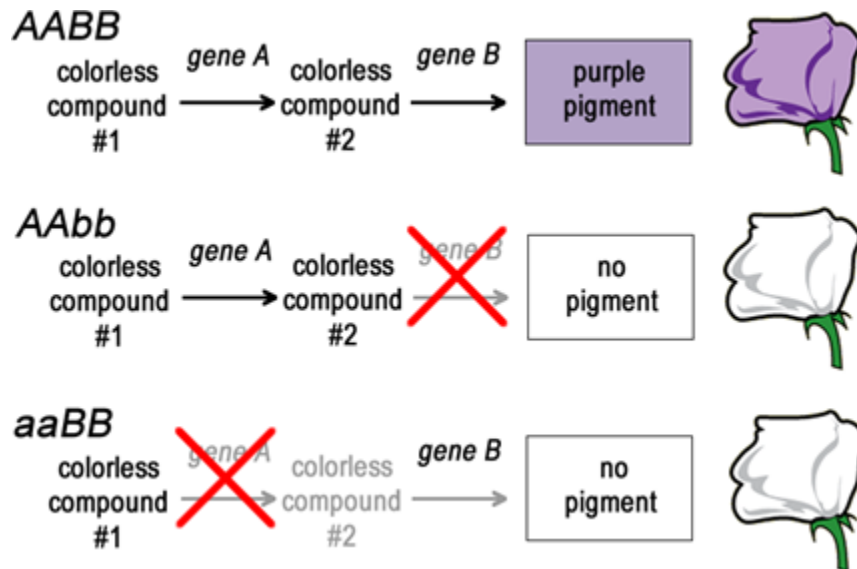 AABB
gene A
gene B
colorless
compound
#1
colorless
compound
#2
purple
pigment
AAbb
gene A
gene B
colorless
compound
#1
colorless
compound
#2
no
pigment
aaBB
gene A
gene B
colorless
compound
#1
colorless
compound
#2
no
pigment